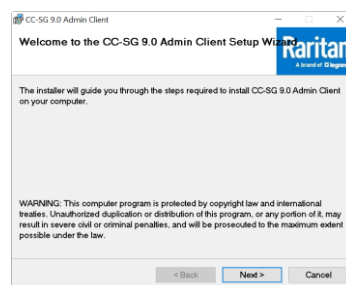 CC-SG 9.0 Admin Client
Welcome to the CC-SG 9.0 Admin Client Setup Wizard
Raritan
A brand of legrand
The installer will guide you through the steps required to install CC-SG 9.0 Admin Client
on your computer.
WARNING: This computer program is protected by copyright law and international
treaties. Unauthorized duplication or distribution of this program, or any portion of it, may
result in severe civil or criminal penalties, and will be prosecuted to the maximum extent
possible under the law.
< Back
Next >
Cancel